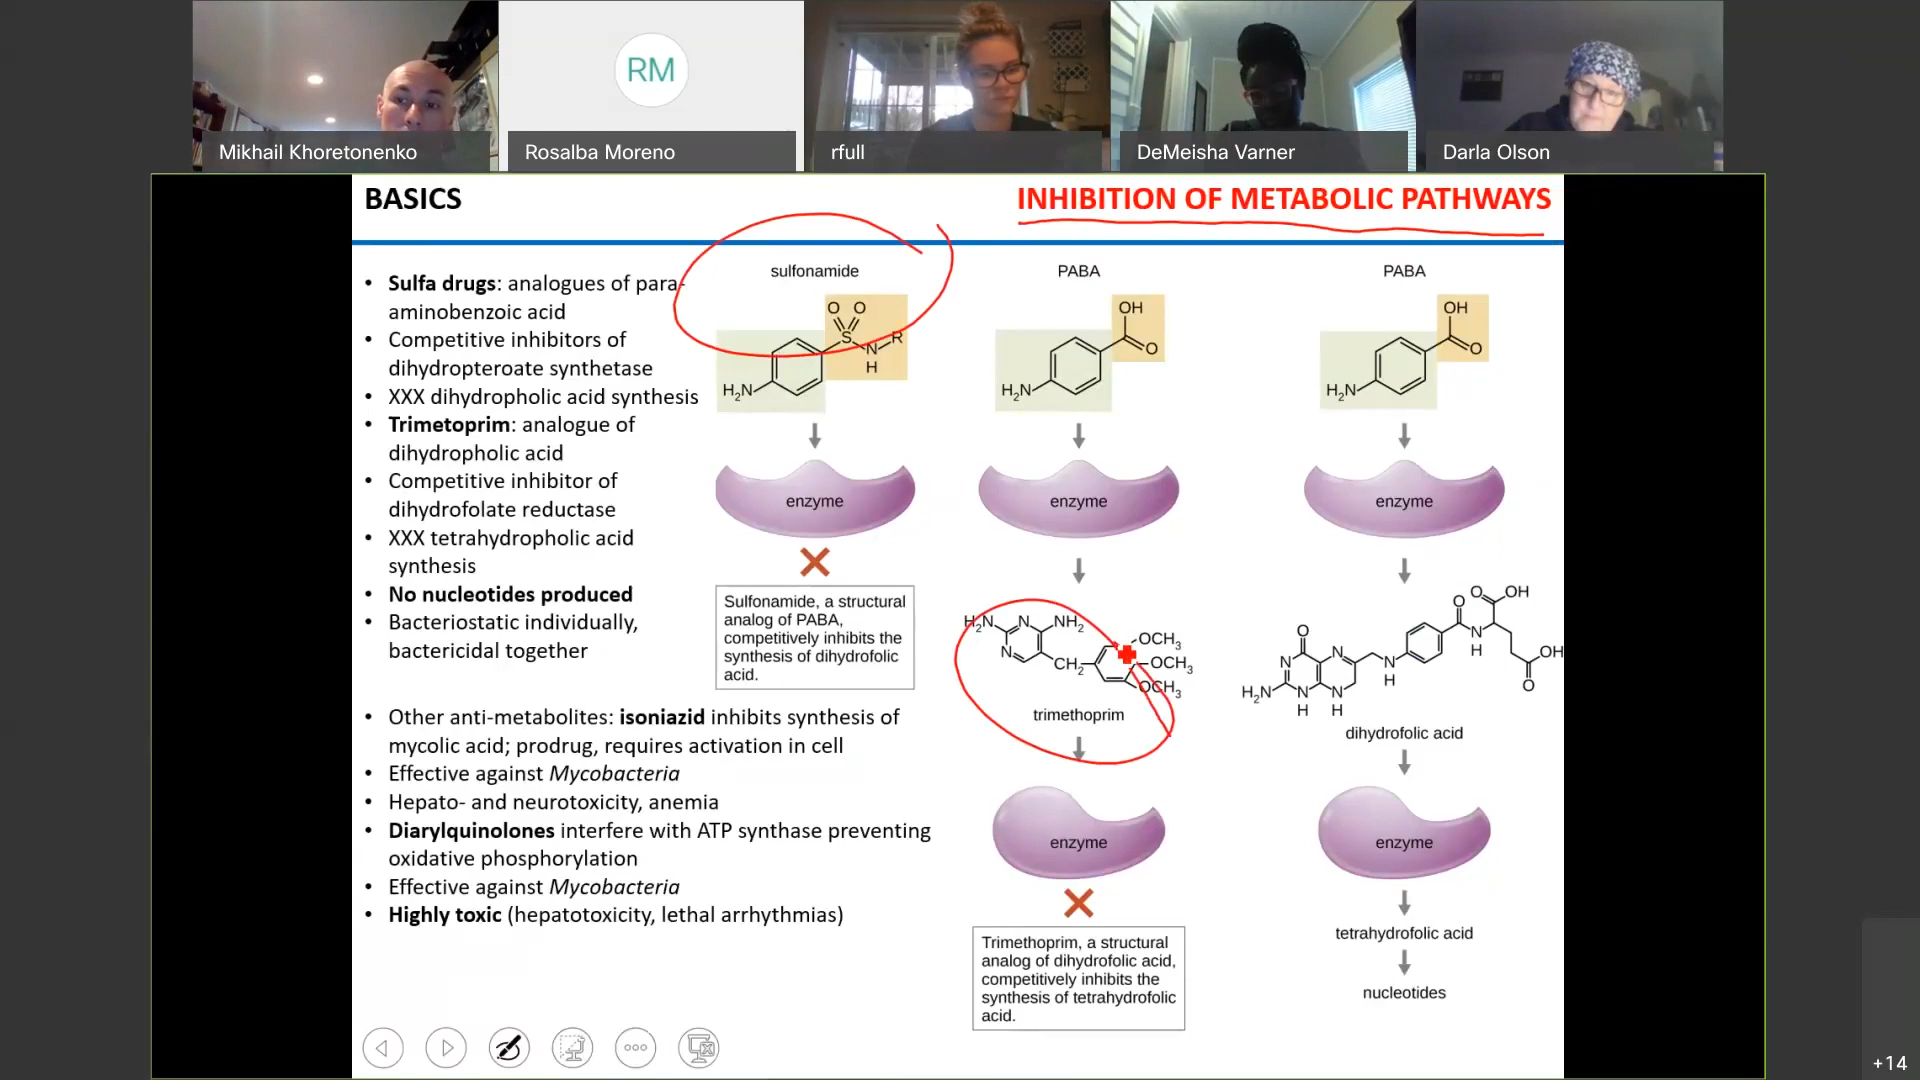 RM
Mikhail Khoretonenko
Rosalba Moreno
rfull
DeMeisha Varner
Darla Olson
BASICS
INHIBITION OF METABOLIC PATHWAYS
• Sulfa drugs: analogues of para-
aminobenzoic acid
• Competitive inhibitors of
dihydropteroate synthetase
• XXX dihydropholic acid synthesis
• Trimetoprim: analogue of
dihydropholic acid
• Competitive inhibitor of
dihydrofolate reductase
• XXX tetrahydropholic acid
synthesis
• No nucleotides produced
• Bacteriostatic individually,
bactericidal together
• Other anti-metabolites: isoniazid inhibits synthesis of
mycolic acid; prodrug, requires activation in cell
• Effective against Mycobacteria
• Hepato- and neurotoxicity, anemia
• Diarylquinolones interfere with ATP synthase preventing
oxidative phosphorylation
• Effective against Mycobacteria
• Highly toxic (hepatotoxicity, lethal arrhythmias)
sulfonamide
O O
S
N
H
R
H₂N
enzyme
Sulfonamide, a structural
analog of PABA,
competitively inhibits the
synthesis of dihydrofolic
acid.
PABA
OH
O
H₂N
enzyme
H₂N N NH₂
N
CH₂
OCH₃
OCH₃
OCH₃
trimethoprim
enzyme
Trimethoprim, a structural
analog of dihydrofolic acid,
competitively inhibits the
synthesis of tetrahydrofolic
acid.
PABA
OH
O
H₂N
enzyme
O OH
O
N
H
OH
O
O
N N
N
H
H₂N N N
H H
dihydrofolic acid
enzyme
tetrahydrofolic acid
nucleotides
+14